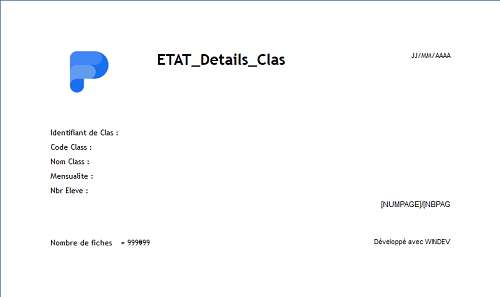 ETAT_Details_Clas
JJ/MM/AAAA
Identifiant de Clas :
Code Class :
Nom Class :
Mensualite :
Nbr Eleve :
[NUMPAGE]/[NBPAG
Nombre de fiches = 999999
Développé avec WINDEV